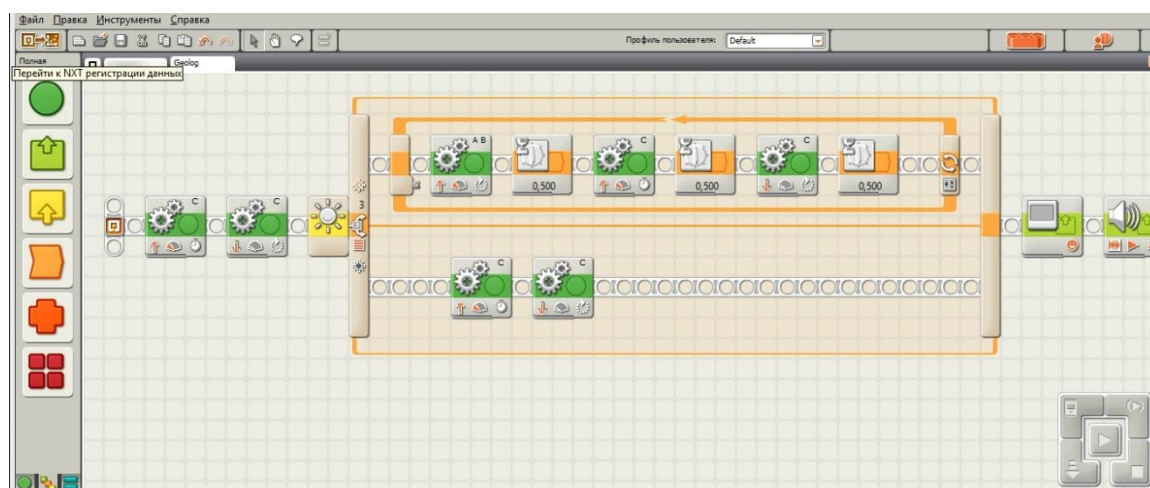 Файл Правка Инструменты Справка
Профиль пользователя: Default
Полная
Geolog
Перейти к NXT регистрации данных
A B
C
C
0,500
0,500
0,500
C
C
3
C
C